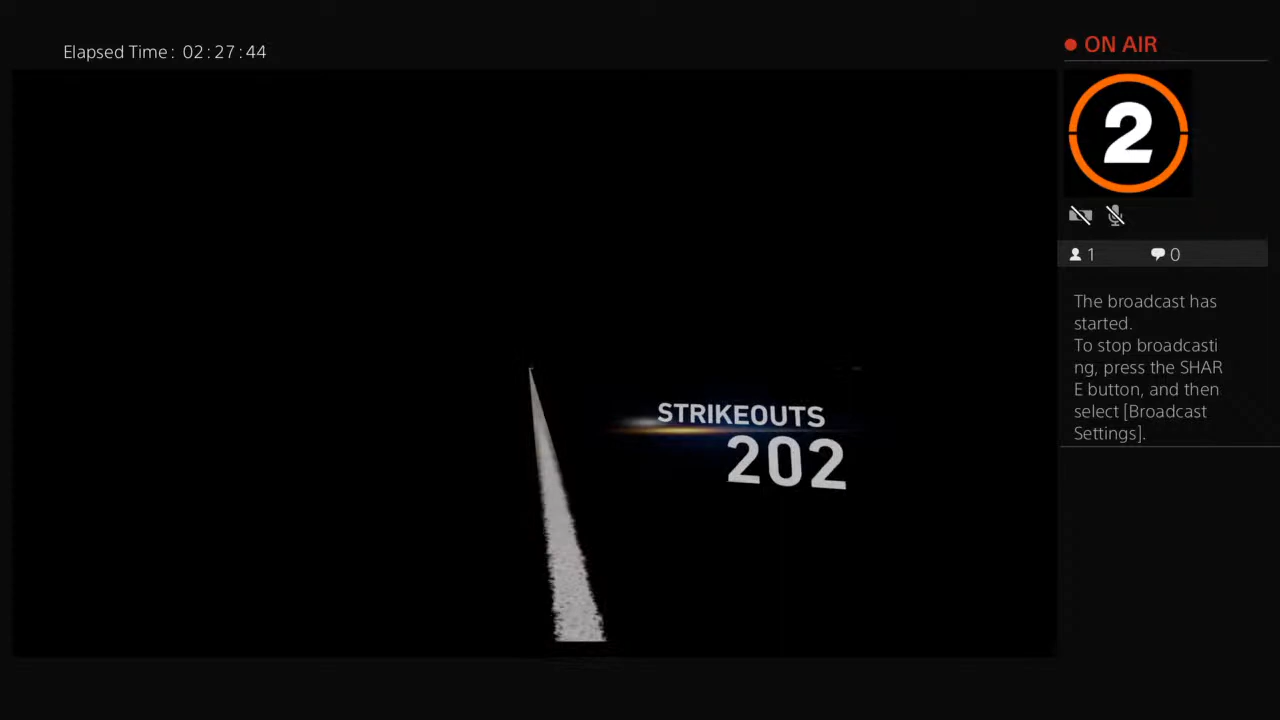 Elapsed Time: 02:27:44
ON AIR
2
1 0
The broadcast has
started.
To stop broadcasti
ng, press the SHAR
E button, and then
select [Broadcast
Settings].
STRIKEOUTS
202